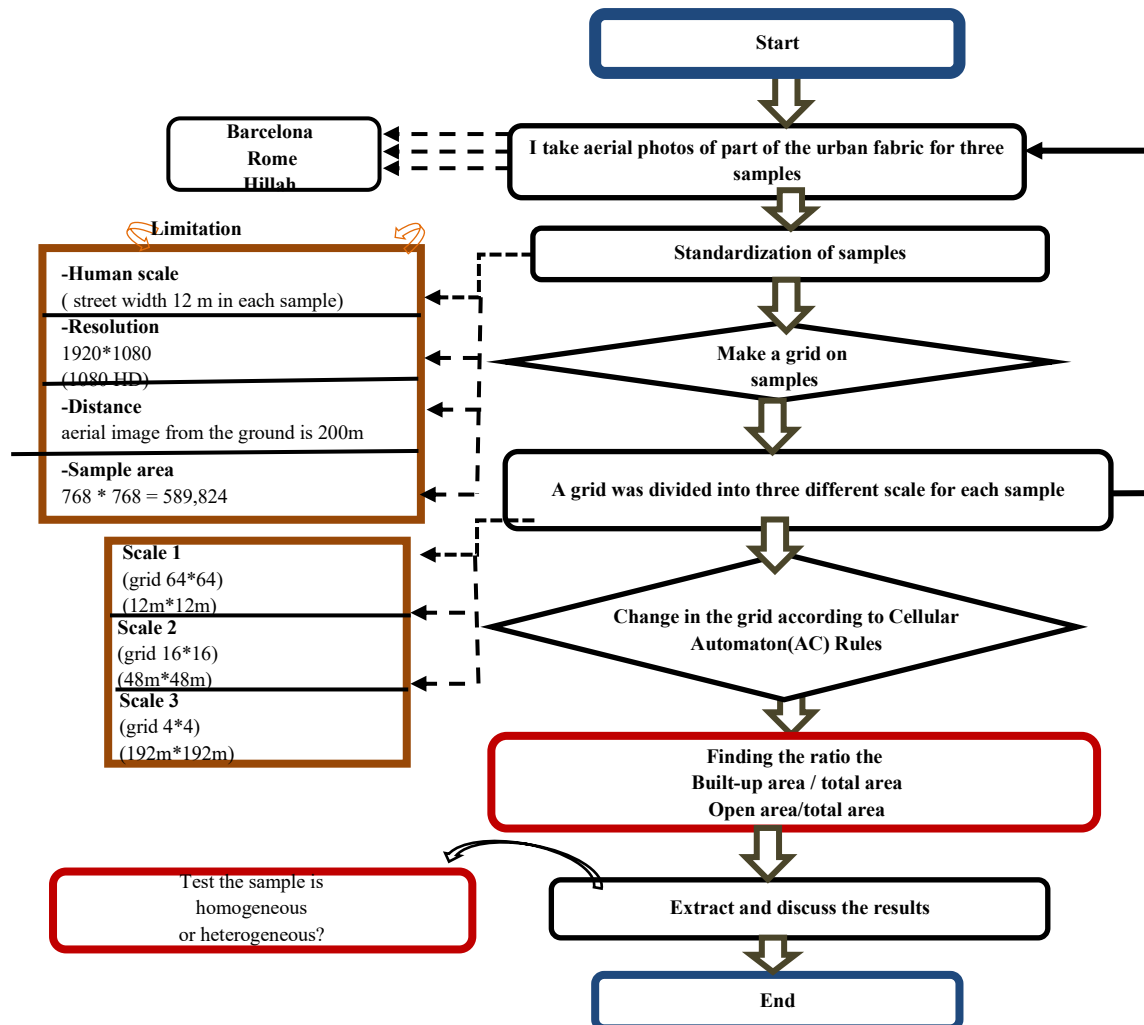 Start
I take aerial photos of part of the urban fabric for three
samples
Barcelona
Rome
Hillah
Standardization of samples
Limitation
-Human scale
( street width 12 m in each sample)
-Resolution
1920*1080
(1080 HD)
-Distance
aerial image from the ground is 200m
-Sample area
768 * 768 = 589,824
Make a grid on
samples
A grid was divided into three different scale for each sample
Scale 1
(grid 64*64)
(12m*12m)
Scale 2
(grid 16*16)
(48m*48m)
Scale 3
(grid 4*4)
(192m*192m)
Change in the grid according to Cellular
Automaton(AC) Rules
Finding the ratio the
Built-up area / total area
Open area/total area
Extract and discuss the results
Test the sample is
homogeneous
or heterogeneous?
End